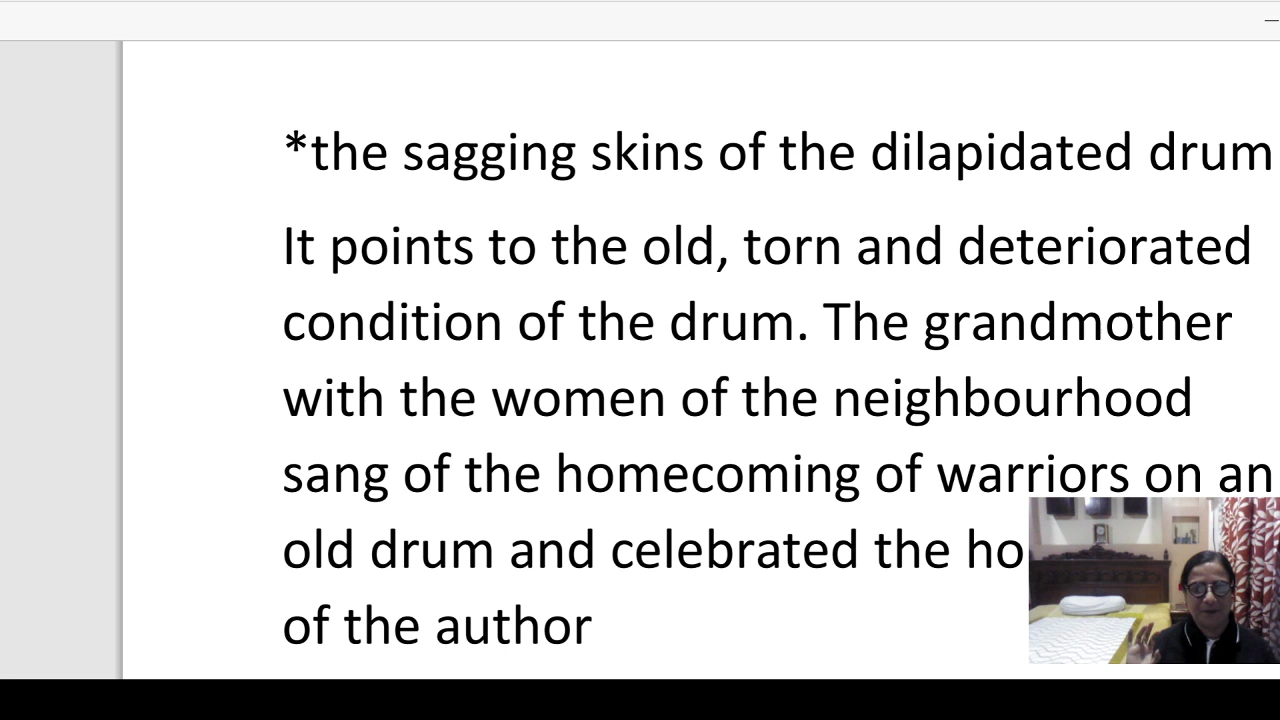 *the sagging skins of the dilapidated drum
It points to the old, torn and deteriorated
condition of the drum. The grandmother
with the women of the neighbourhood
sang of the homecoming of warriors on an
old drum and celebrated the
of the author